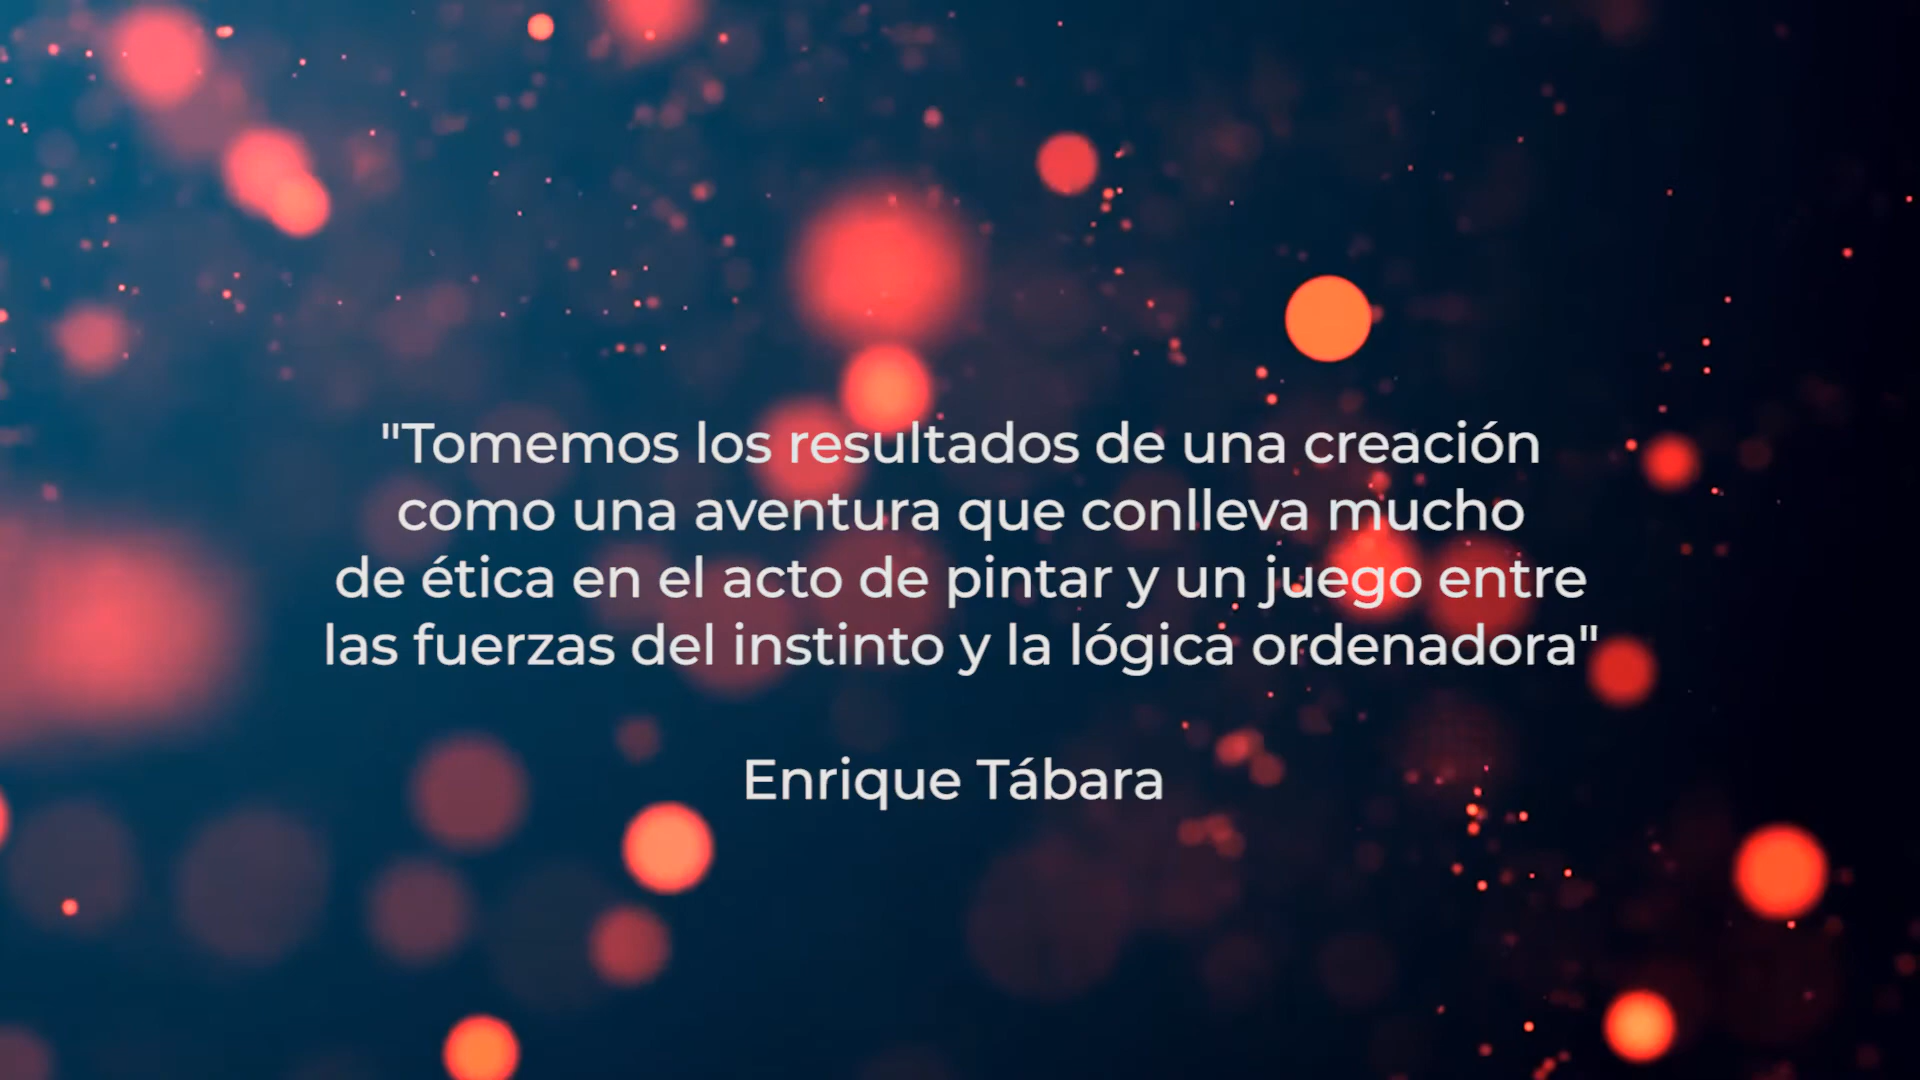 "Tomemos los resultados de una creación
como una aventura que conlleva mucho
de ética en el acto de pintar y un juego entre
las fuerzas del instinto y la lógica ordenadora"
Enrique Tábara